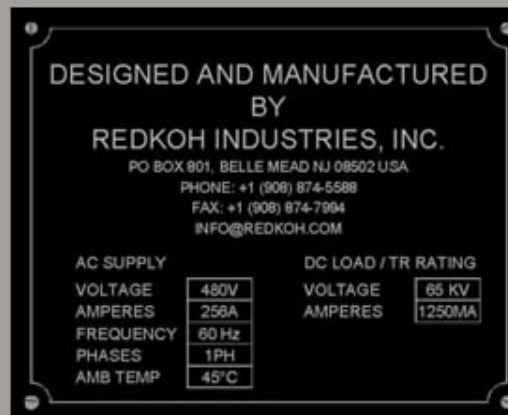 DESIGNED AND MANUFACTURED
BY
REDKOH INDUSTRIES, INC.
PO BOX 801, BELLE MEAD NJ 08502 USA
PHONE: +1 (908) 874-5588
FAX: +1 (908) 874-7994
INFO@REDKOH.COM
AC SUPPLY
VOLTAGE 480V
AMPERES 256A
FREQUENCY 60 Hz
PHASES 1PH
AMB TEMP 45°C
DC LOAD / TR RATING
VOLTAGE 65 KV
AMPERES 1250MA